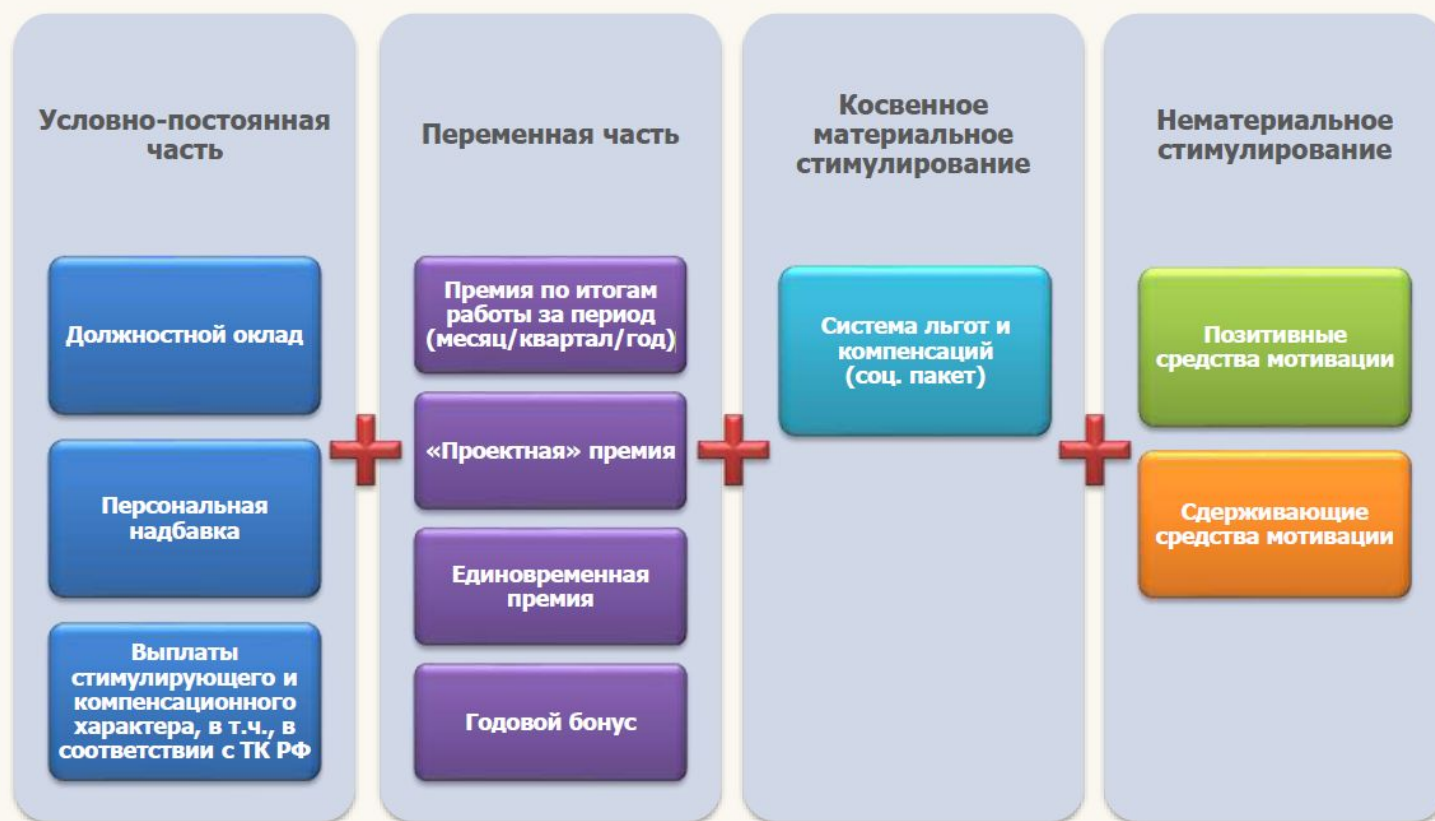 Условно-постоянная
часть
Должностной оклад
Персональная
надбавка
Выплаты
стимулирующего и
компенсационного
характера, в т.ч., в
соответствии с ТК РФ
Переменная часть
Премия по итогам
работы за период
(месяц/квартал/год)
«Проектная» премия
Единовременная
премия
Годовой бонус
Косвенное
материальное
стимулирование
Система льгот и
компенсаций
(соц. пакет)
Нематериальное
стимулирование
Позитивные
средства мотивации
Сдерживающие
средства мотивации